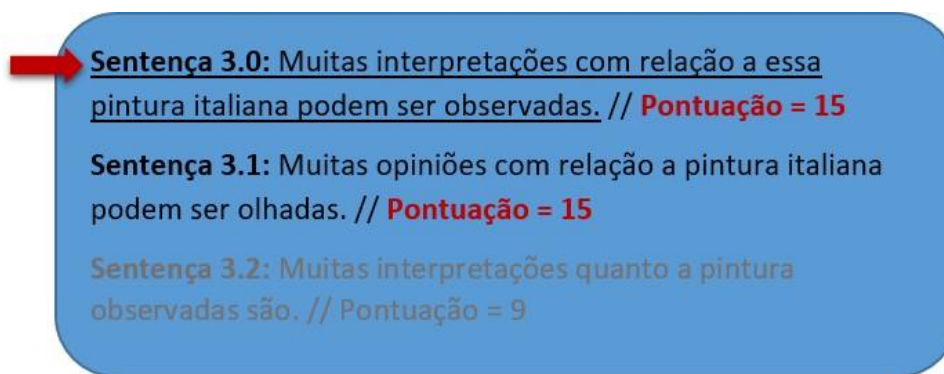 Sentença 3.0: Muitas interpretações com relação a essa
pintura italiana podem ser observadas. // Pontuação = 15
Sentença 3.1: Muitas opiniões com relação a pintura italiana
podem ser olhadas. // Pontuação = 15
Sentença 3.2: Muitas interpretações quanto a pintura
observadas são. // Pontuação = 9